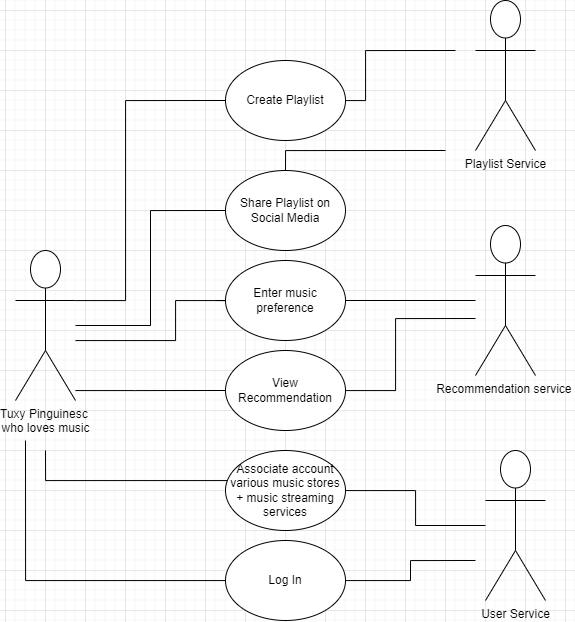 Create Playlist
Playlist Service
Share Playlist on
Social Media
Enter music
preference
View
Recommendation
Recommendation service
Tuxy Pinguinesc
who loves music
Associate account
various music stores
+ music streaming
services
Log In
User Service